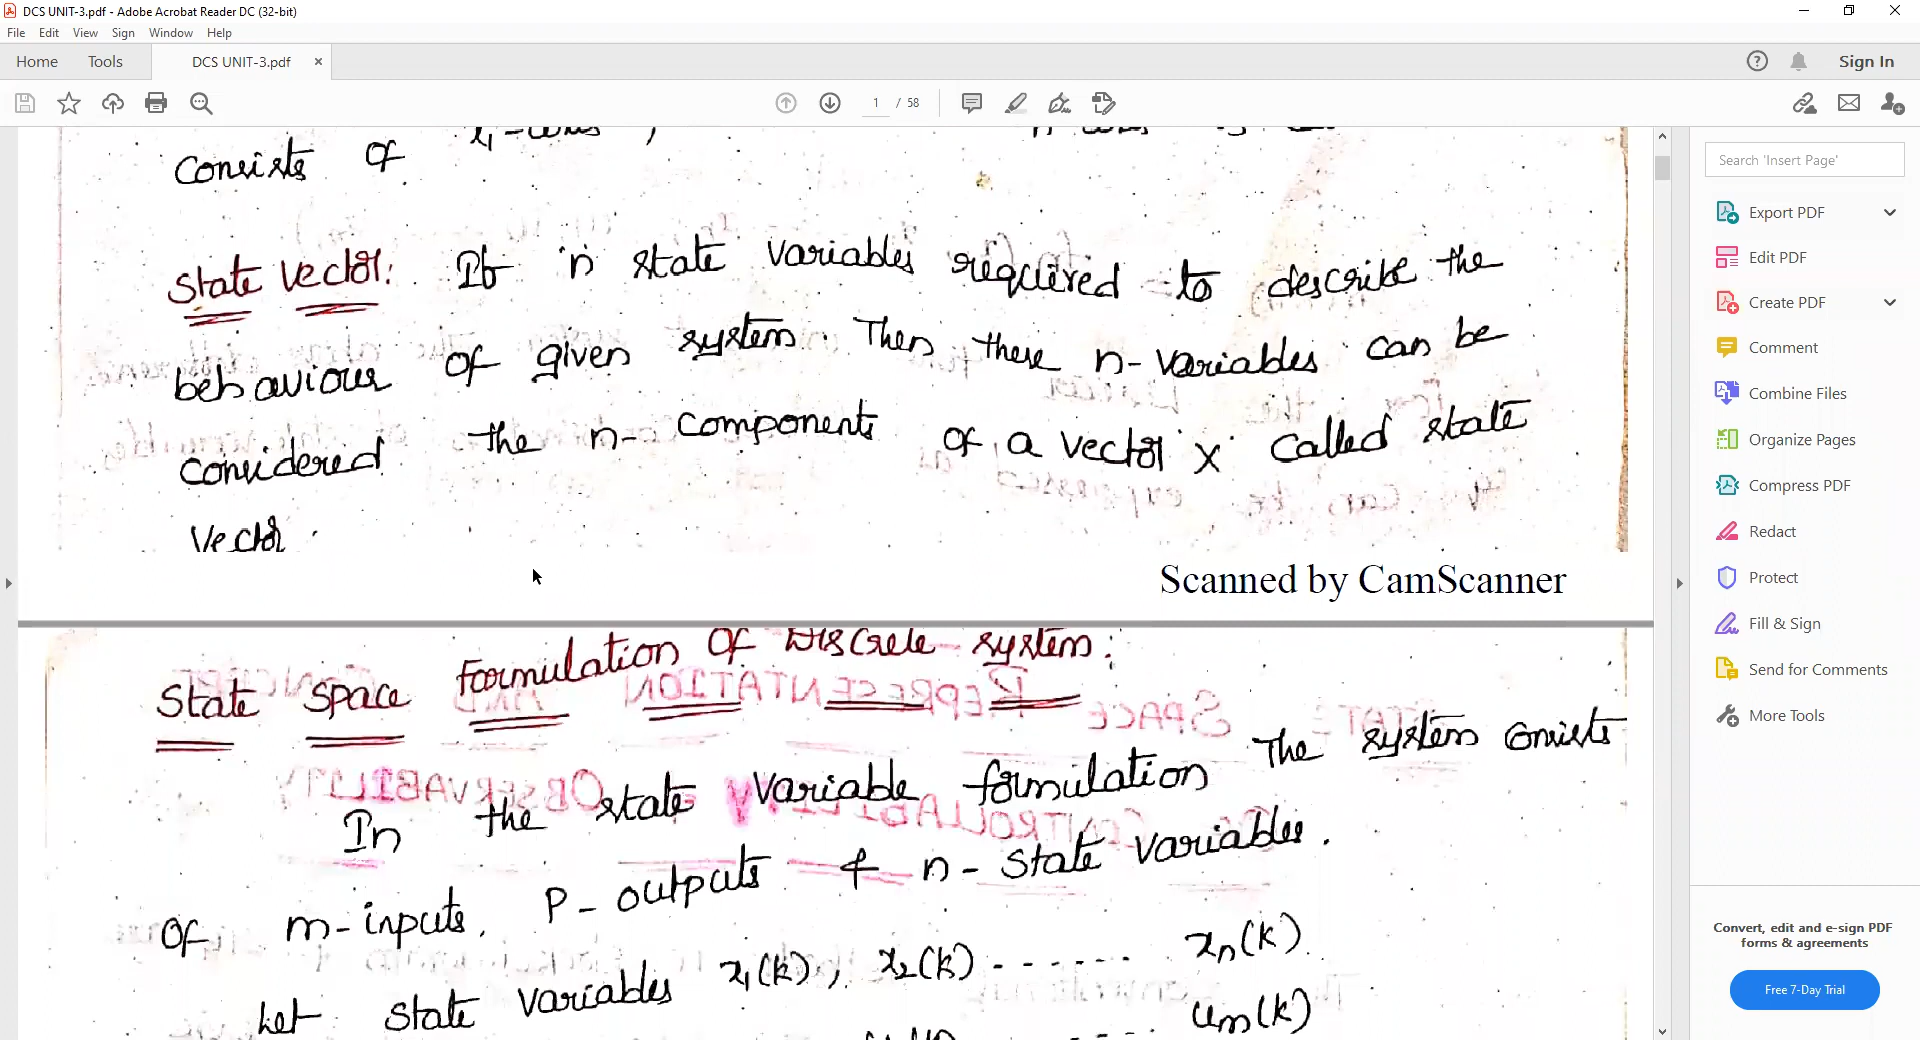 DCS UNIT-3.pdf - Adobe Acrobat Reader DC (32-bit)
File Edit View Sign Window Help
Home Tools DCS UNIT-3.pdf × Sign In
1 / 58
Consists of
State Vector: If 'n' state variables required to describe the
behaviour of given system. Then these n-variables can be
considered the n-components of a vector 'x' called state
Vector.
Scanned by CamScanner
State Space Formulation Of Discrete system:
In the state variable formulation The system consists
Of m-inputs, P-outputs & n-state variables.
Let state variables x₁(k), x₂(k) ------- xₙ(k)
uₘ(k)
Search 'Insert Page'
Export PDF
Edit PDF
Create PDF
Comment
Combine Files
Organize Pages
Compress PDF
Redact
Protect
Fill & Sign
Send for Comments
More Tools
Convert, edit and e-sign PDF
forms & agreements
Free 7-Day Trial